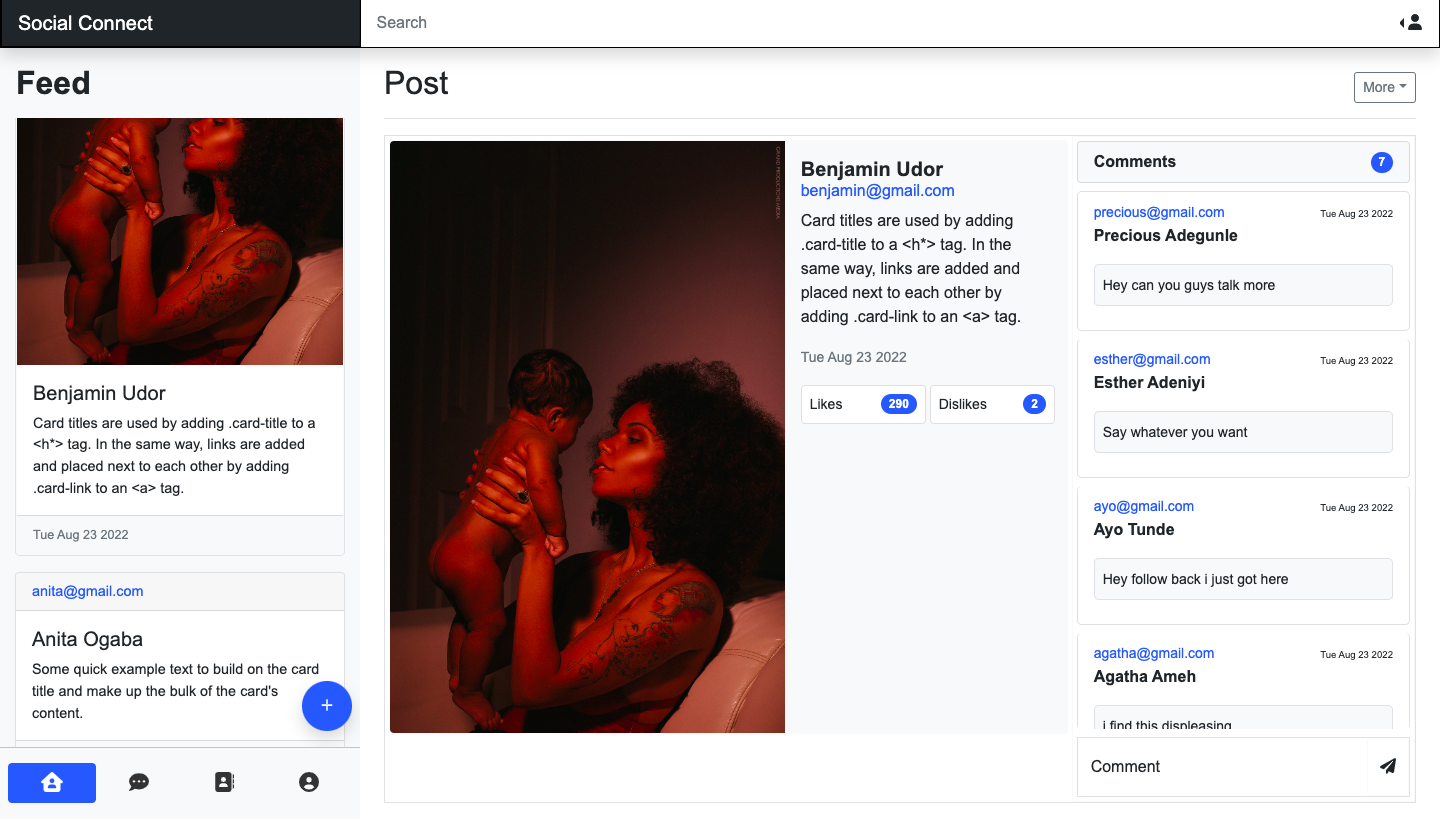 Social Connect
Search
Feed
Benjamin Udor
Card titles are used by adding .card-title to a
<h*> tag. In the same way, links are added
and placed next to each other by adding
.card-link to an <a> tag.
Tue Aug 23 2022
anita@gmail.com
Anita Ogaba
Some quick example text to build on the card
title and make up the bulk of the card's
content.
+
Post
More
Benjamin Udor
benjamin@gmail.com
Card titles are used by adding
.card-title to a <h*> tag. In the
same way, links are added and
placed next to each other by
adding .card-link to an <a> tag.
Tue Aug 23 2022
Likes 290
Dislikes 2
Comments 7
precious@gmail.com Tue Aug 23 2022
Precious Adegunle
Hey can you guys talk more
esther@gmail.com Tue Aug 23 2022
Esther Adeniyi
Say whatever you want
ayo@gmail.com Tue Aug 23 2022
Ayo Tunde
Hey follow back i just got here
agatha@gmail.com Tue Aug 23 2022
Agatha Ameh
i find this displeasing
Comment